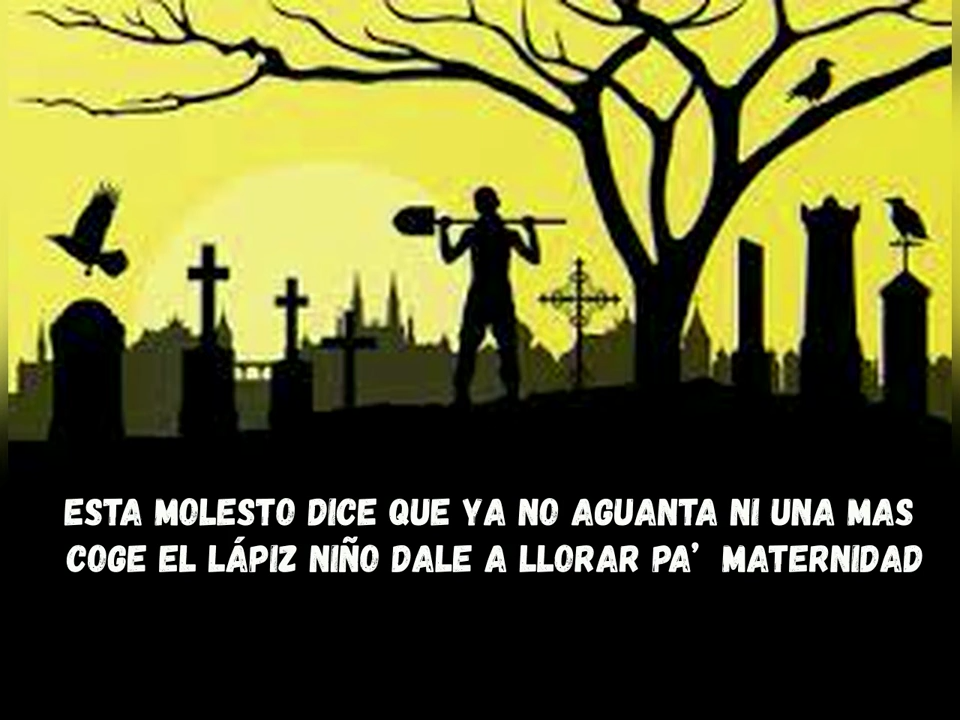 ESTA MOLESTO DICE QUE YA NO AGUANTA NI UNA MAS
COGE EL LÁPIZ NIÑO DALE A LLORAR PA' MATERNIDAD